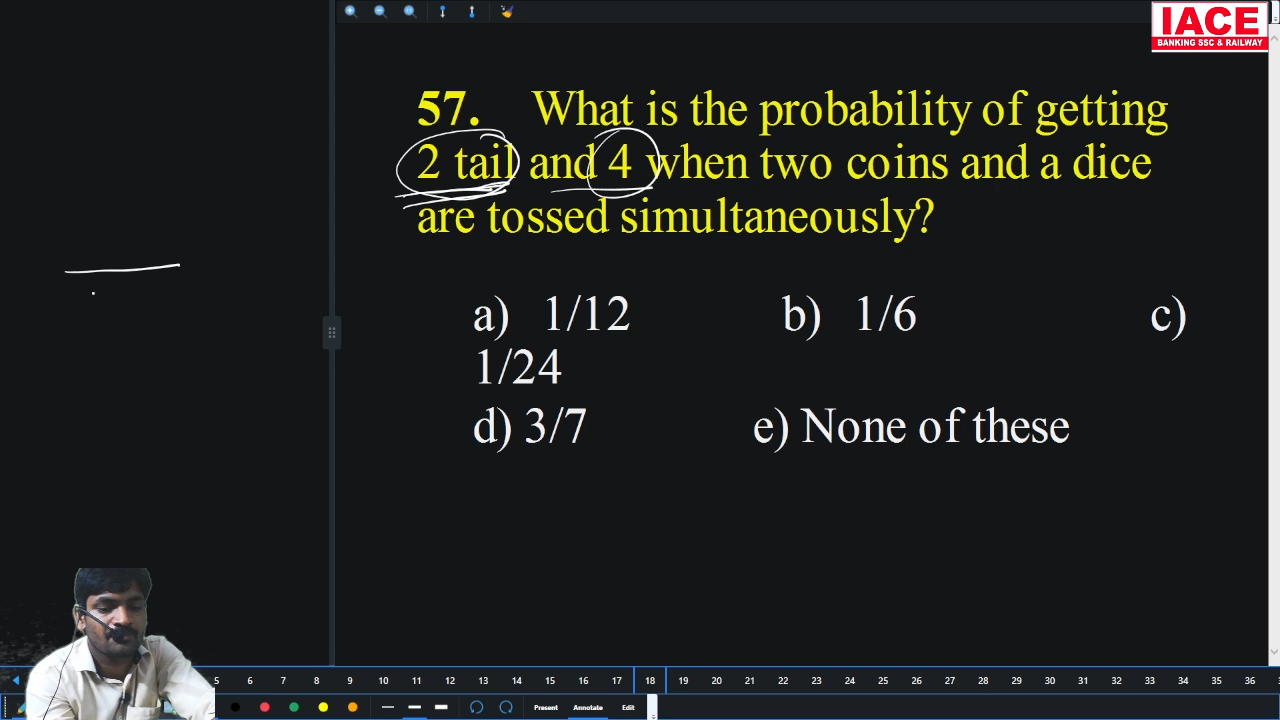 IACE
BANKING SSC & RAILWAY
57. What is the probability of getting
2 tail and 4 when two coins and a dice
are tossed simultaneously?
a) 1/12 b) 1/6 c)
1/24
d) 3/7 e) None of these
5 6 7 8 9 10 11 12 13 14 15 16 17 18 19 20 21 22 23 24 25 26 27 28 29 30 31 32 33 34 35 36
Present Annotate Edit